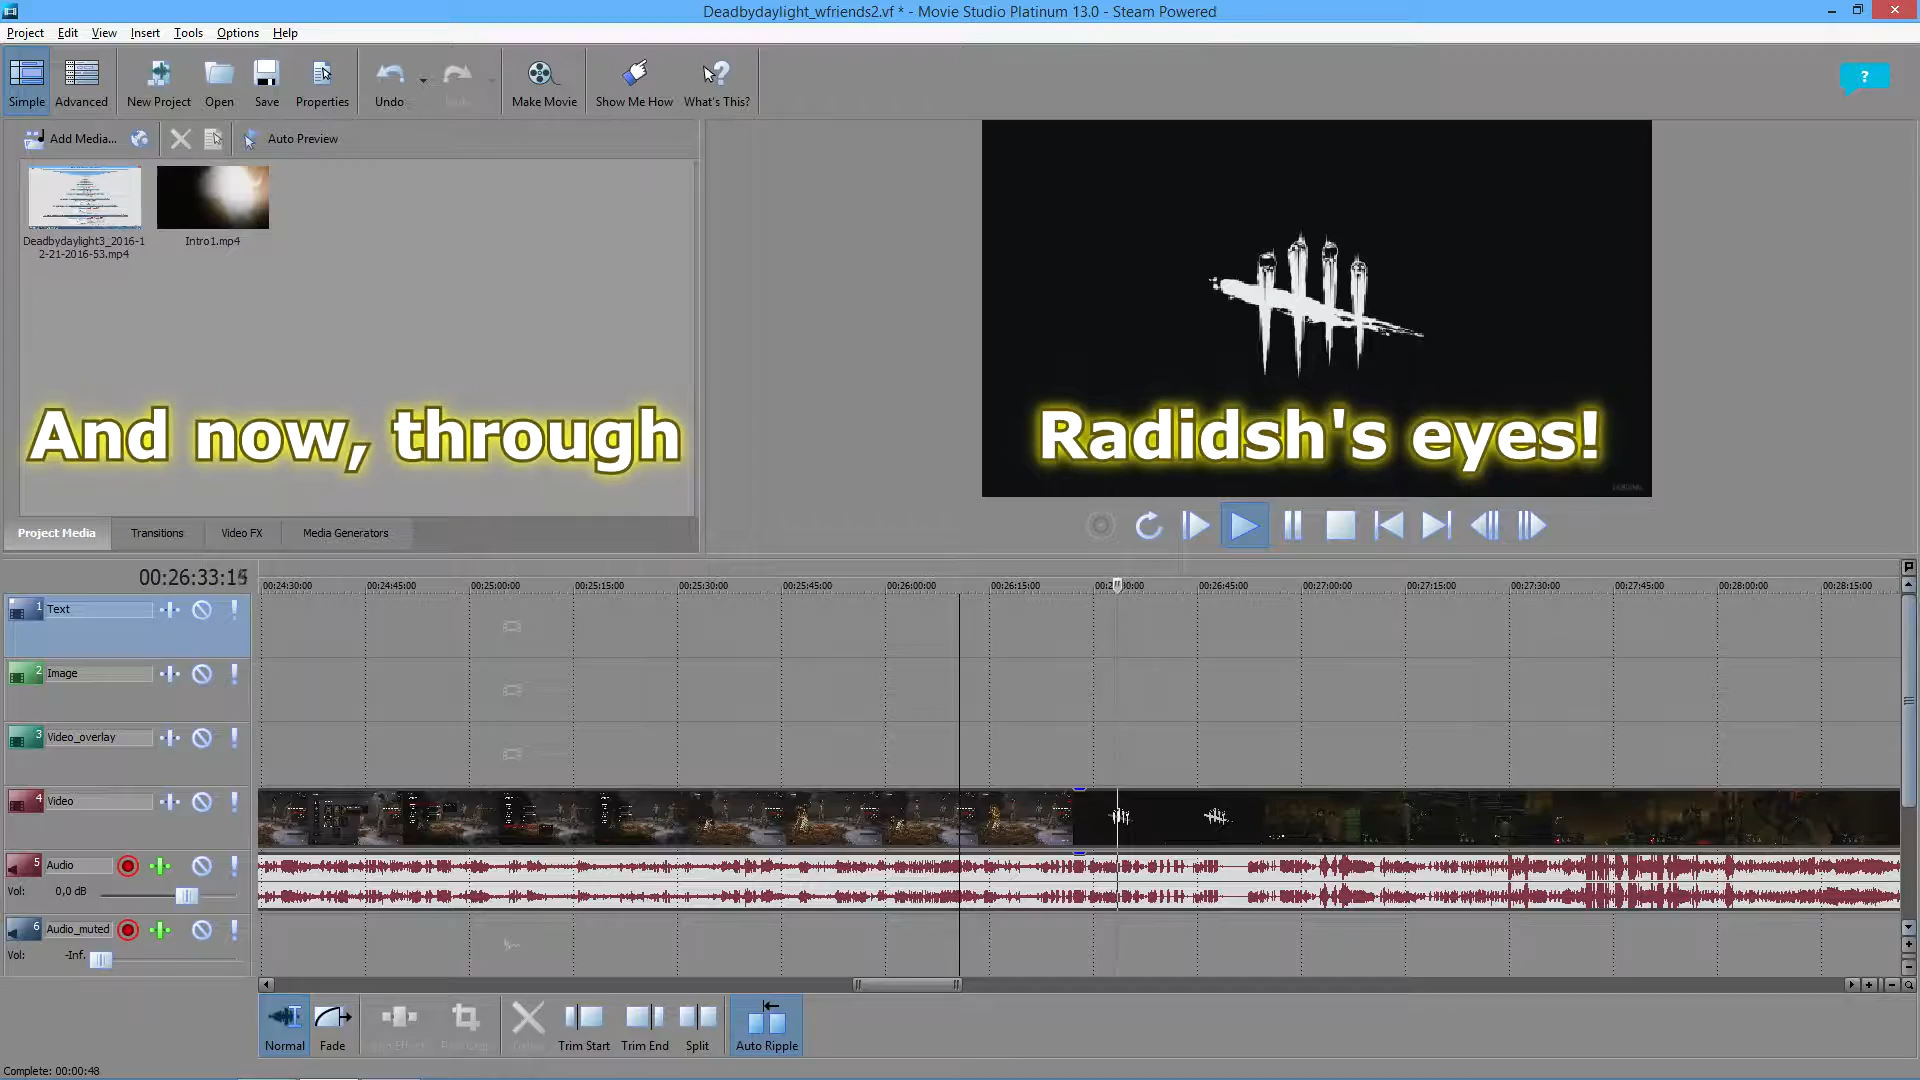 Deadbydaylight_wfriends2.vf * - Movie Studio Platinum 13.0 - Steam Powered
Project Edit View Insert Tools Options Help
Simple Advanced New Project Open Save Properties Undo Make Movie Show Me How What's This?
?
Add Media... Auto Preview
Deadbydaylight3_2016-1
2-21-2016-53.mp4
Intro1.mp4
And now, through Radidsh's eyes!
Project Media Transitions Video FX Media Generators
00:24:30:00 00:24:45:00 00:25:00:00 00:25:15:00 00:25:30:00 00:25:45:00 00:26:00:00 00:26:15:00 00:26:45:00 00:27:00:00 00:27:15:00 00:27:30:00 00:27:45:00 00:28:00:00 00:28:15:00
1 Text
2 Image
3 Video_overlay
4 Video
5 Audio
Vol: 0,0 dB
6 Audio_muted
Vol: -Inf.
Normal Fade Trim Start Trim End Split Auto Ripple
Complete: 00:00:48